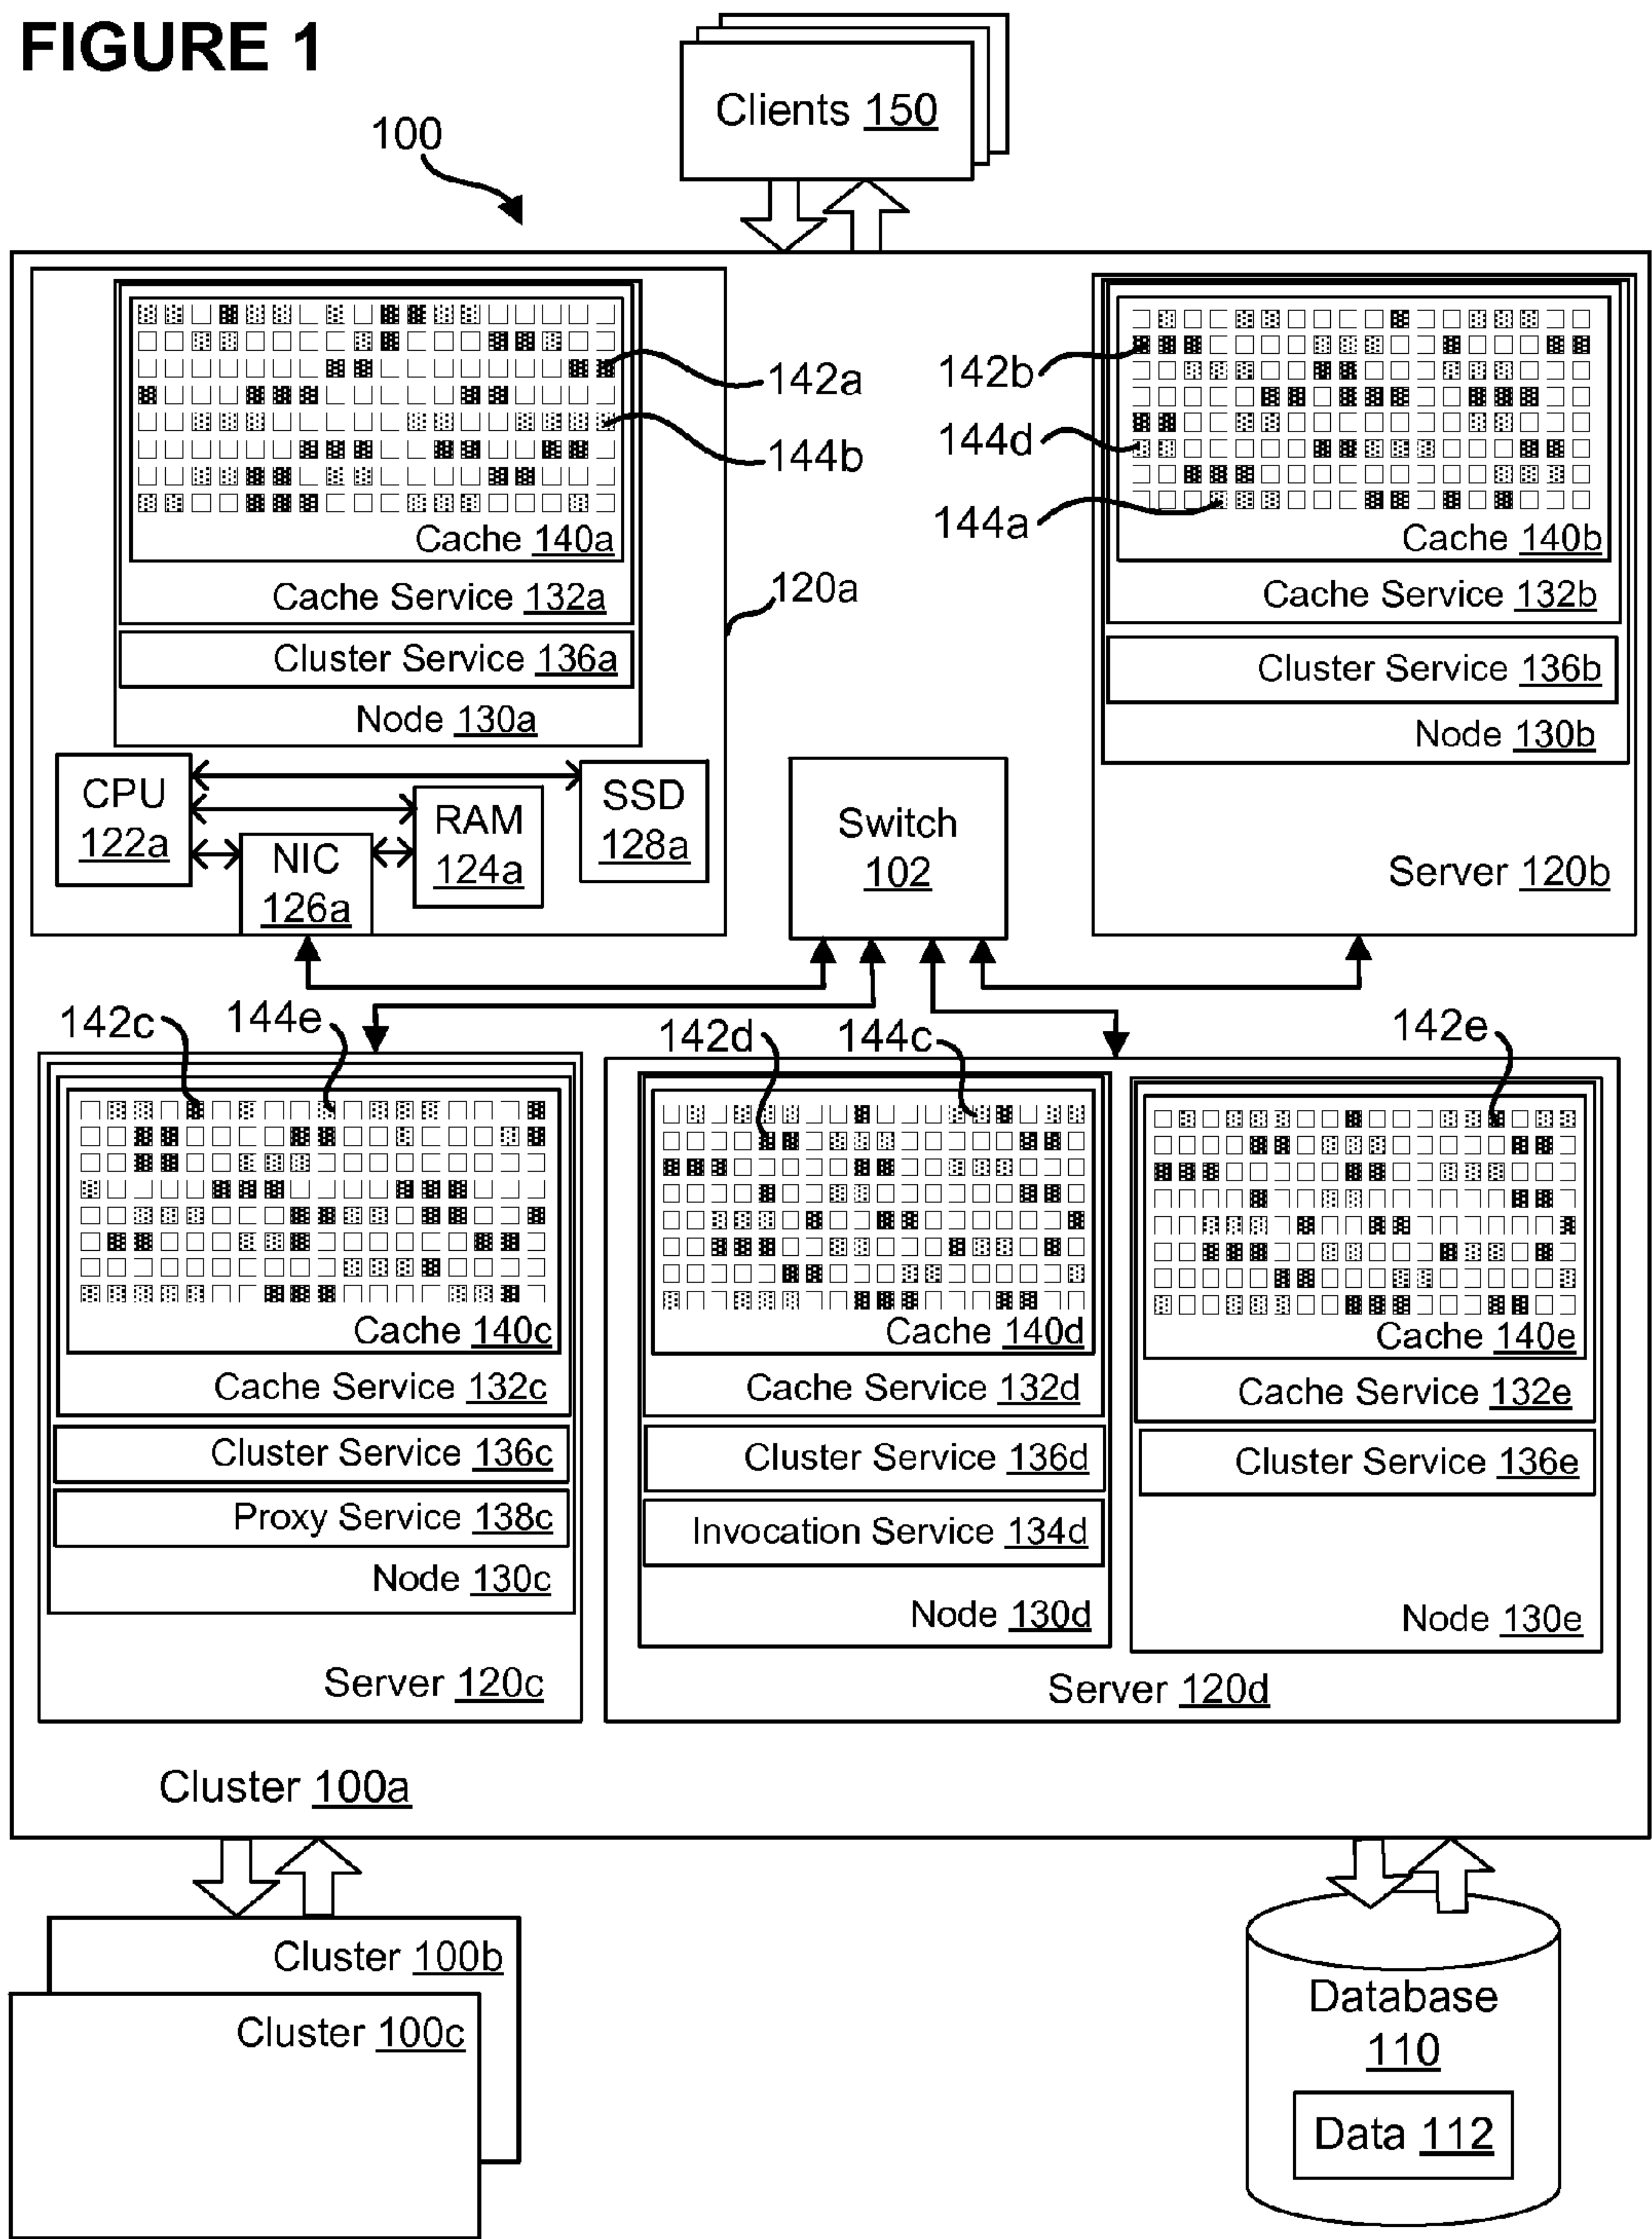 FIGURE 1
Clients 150
100
142a
144b
Cache 140a
Cache Service 132a
Cluster Service 136a
Node 130a
120a
142b
144d
144a
Cache 140b
Cache Service 132b
Cluster Service 136b
Node 130b
Server 120b
CPU
122a
NIC
126a
RAM
124a
SSD
128a
Switch
102
142c
144e
Cache 140c
Cache Service 132c
Cluster Service 136c
Proxy Service 138c
Node 130c
Server 120c
142d
144c
Cache 140d
Cache Service 132d
Cluster Service 136d
Invocation Service 134d
Node 130d
142e
Cache 140e
Cache Service 132e
Cluster Service 136e
Node 130e
Server 120d
Cluster 100a
Cluster 100b
Cluster 100c
Database
110
Data 112